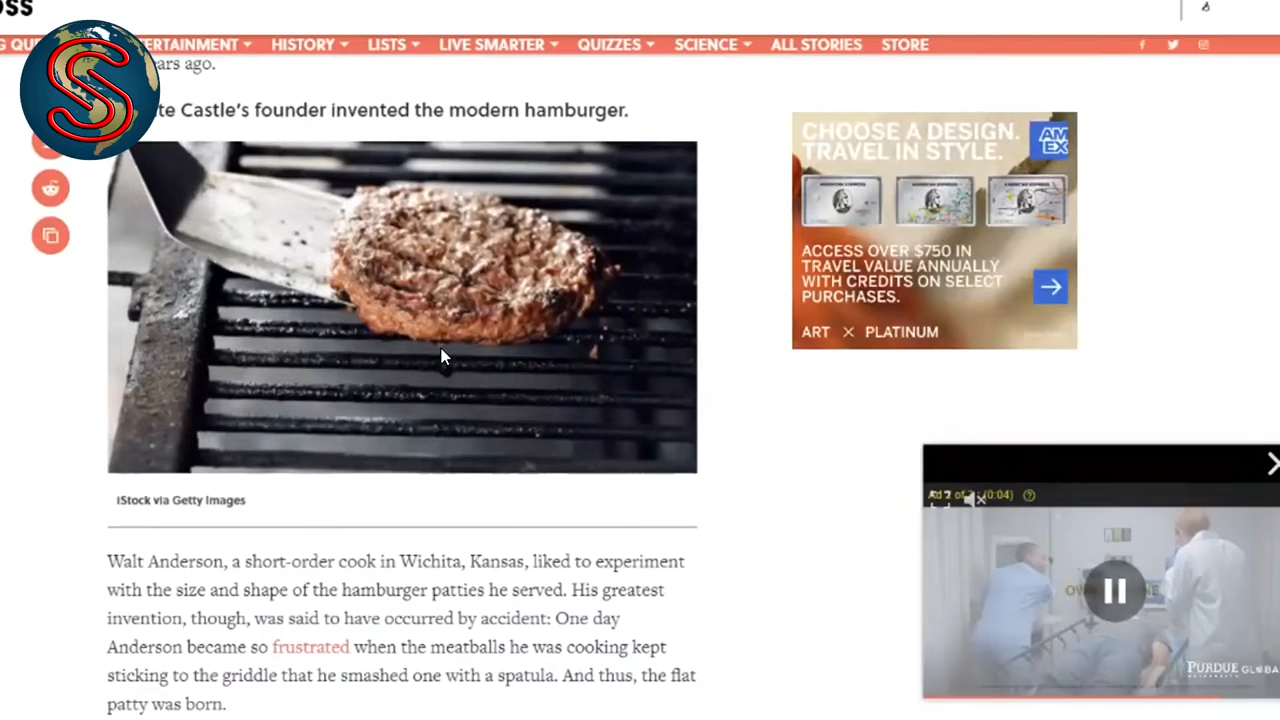 oss
ERTAINMENT HISTORY LISTS LIVE SMARTER QUIZZES SCIENCE ALL STORIES STORE
S
ears ago.
te Castle's founder invented the modern hamburger.
CHOOSE A DESIGN.
TRAVEL IN STYLE.
AM
EX
ACCESS OVER $750 IN
TRAVEL VALUE ANNUALLY
WITH CREDITS ON SELECT
PURCHASES.
ART × PLATINUM
iStock via Getty Images
(0:04)
PURDUE GLOBA
UNIVERSITY
Walt Anderson, a short-order cook in Wichita, Kansas, liked to experiment
with the size and shape of the hamburger patties he served. His greatest
invention, though, was said to have occurred by accident: One day
Anderson became so frustrated when the meatballs he was cooking kept
sticking to the griddle that he smashed one with a spatula. And thus, the flat
patty was born.